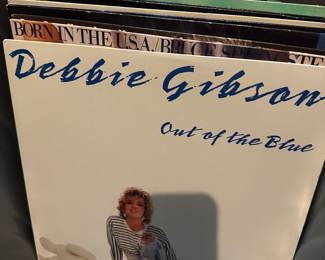 BORN IN THE U.S.A./BRUCE
Debbie Gibson
Out of the Blue